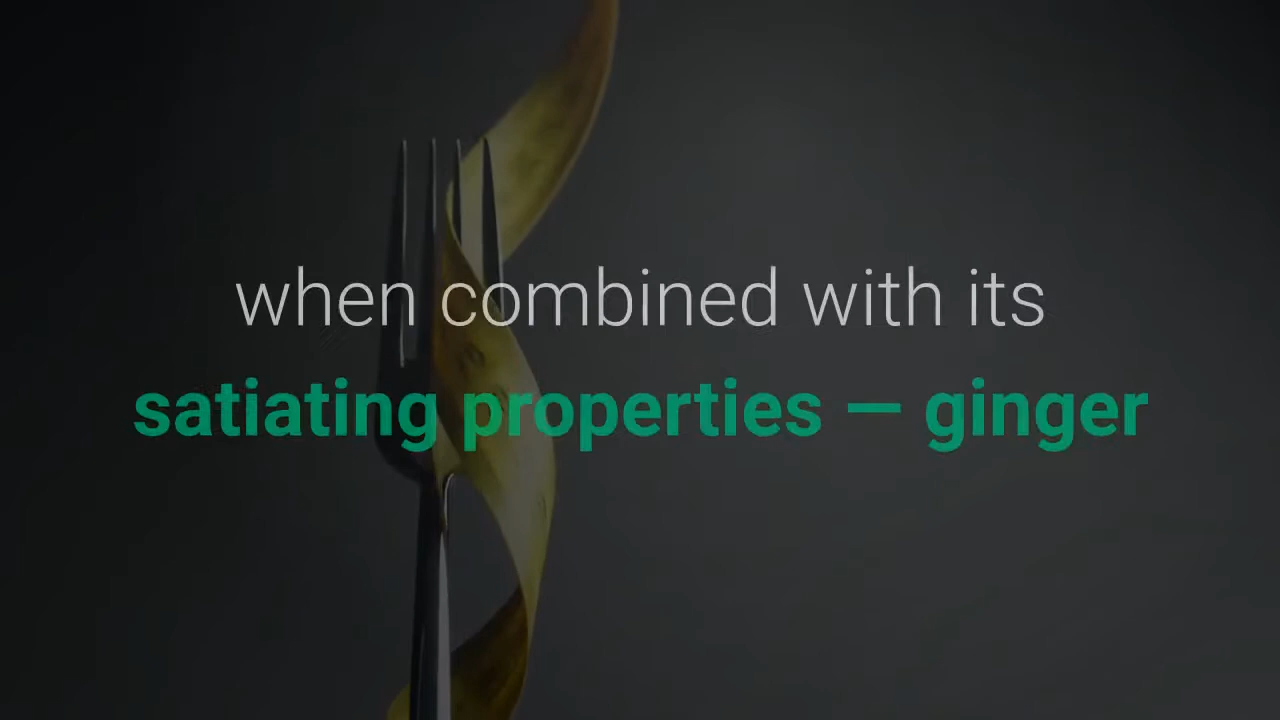 when combined with its
satiating properties — ginger